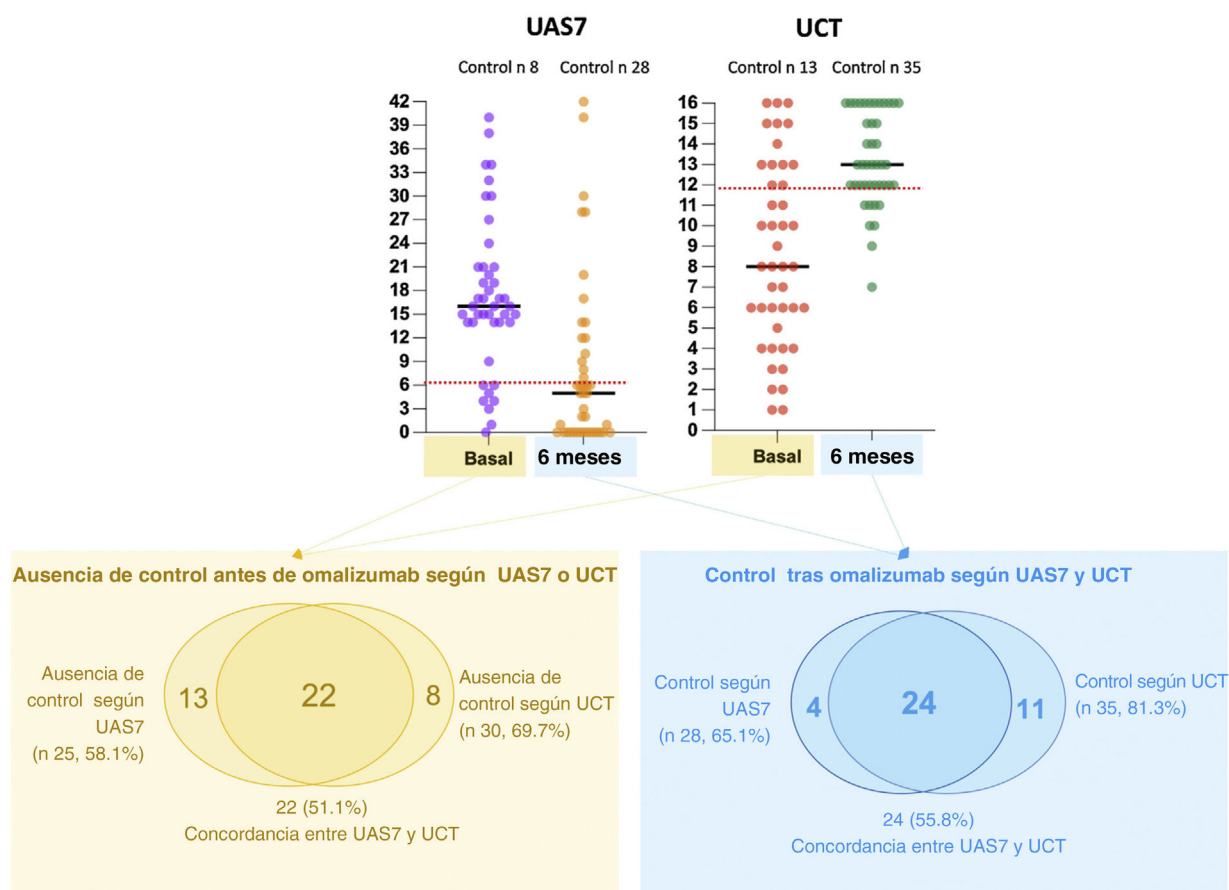 UAS7
UCT
Control n 8
Control n 28
Control n 13
Control n 35
42
39
36
33
30
27
24
21
18
15
12
9
6
3
0
16
15
14
13
12
11
10
9
8
7
6
5
4
3
2
1
0
Basal
6 meses
Basal
6 meses
Ausencia de control antes de omalizumab según UAS7 o UCT
Ausencia de
control según
UAS7
(n 25, 58.1%)
13
22
8
Ausencia de
control según UCT
(n 30, 69.7%)
22 (51.1%)
Concordancia entre UAS7 y UCT
Control tras omalizumab según UAS7 y UCT
Control según
UAS7
(n 28, 65.1%)
4
24
11
Control según UCT
(n 35, 81.3%)
24 (55.8%)
Concordancia entre UAS7 y UCT